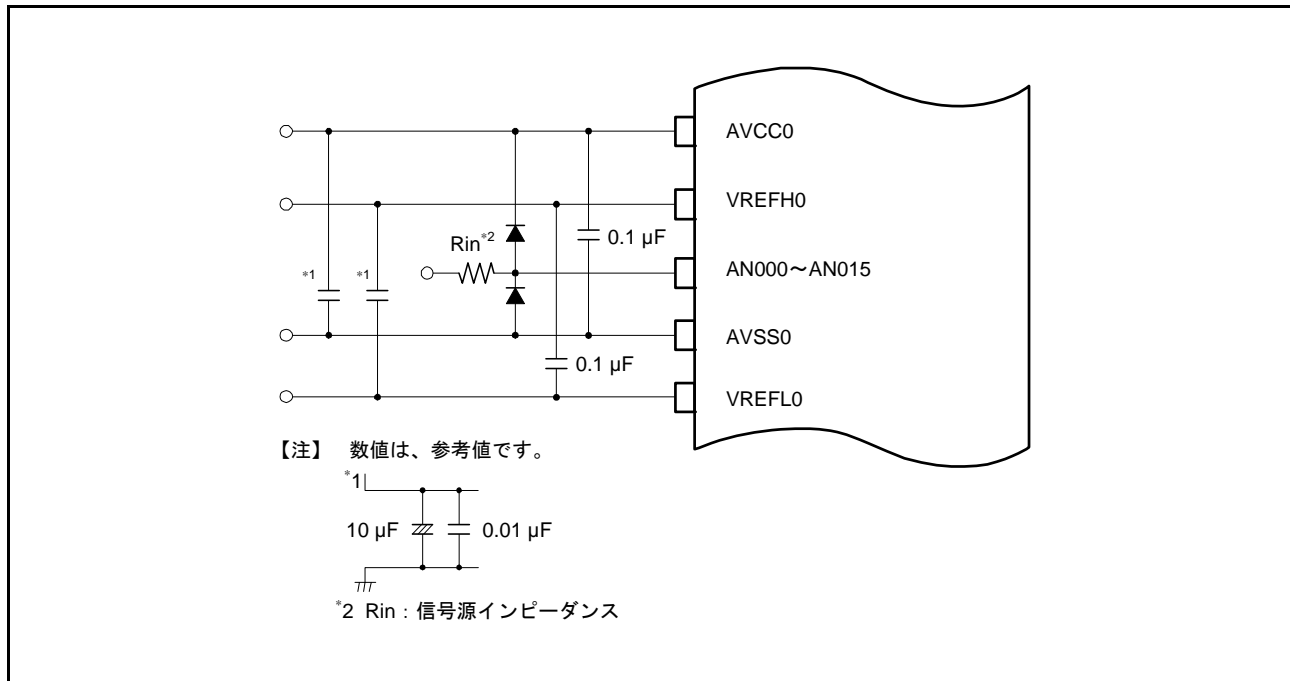 AVCC0
VREFH0
Rin*2
0.1 µF
*1 *1
AN000～AN015
AVSS0
0.1 µF
VREFL0
【注】 数値は、参考値です。
*1
10 µF 0.01 µF
*2 Rin：信号源インピーダンス